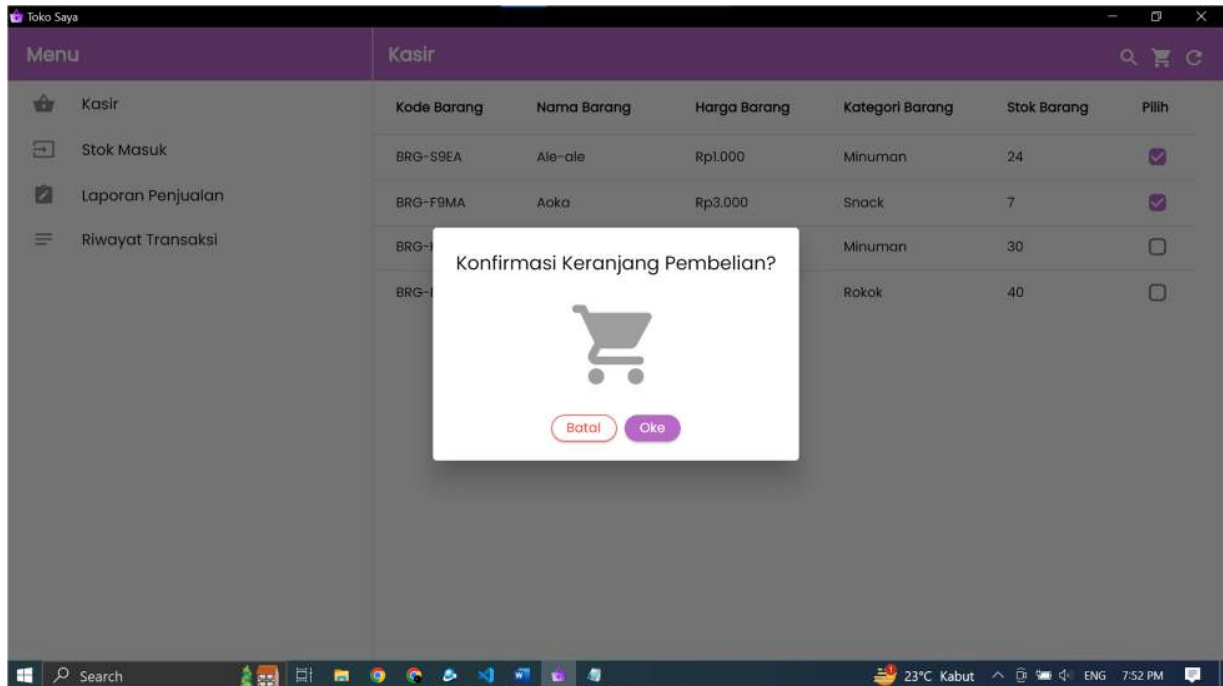 Toko Saya
Menu
Kasir
Kasir
Stok Masuk
Laporan Penjualan
Riwayat Transaksi
Kode Barang Nama Barang Harga Barang Kategori Barang Stok Barang Pilih
BRG-S9EA Ale-ale Rp1.000 Minuman 24
BRG-F9MA Aoka Rp3.000 Snack 7
BRG- Minuman 30
BRG- Rokok 40
Konfirmasi Keranjang Pembelian?
Batal Oke
Search 23°C Kabut ENG 7:52 PM